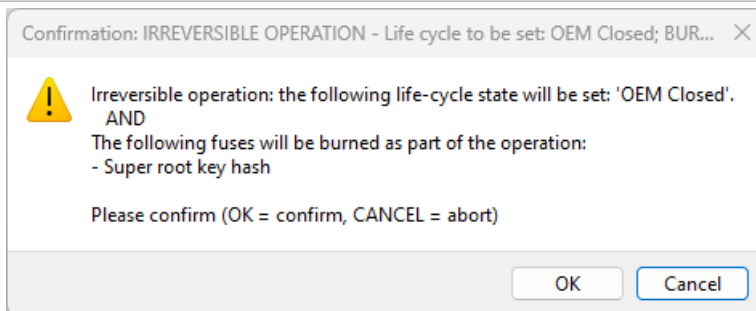 Confirmation: IRREVERSIBLE OPERATION - Life cycle to be set: OEM Closed; BUR...
Irreversible operation: the following life-cycle state will be set: 'OEM Closed'.
AND
The following fuses will be burned as part of the operation:
- Super root key hash
Please confirm (OK = confirm, CANCEL = abort)
OK Cancel